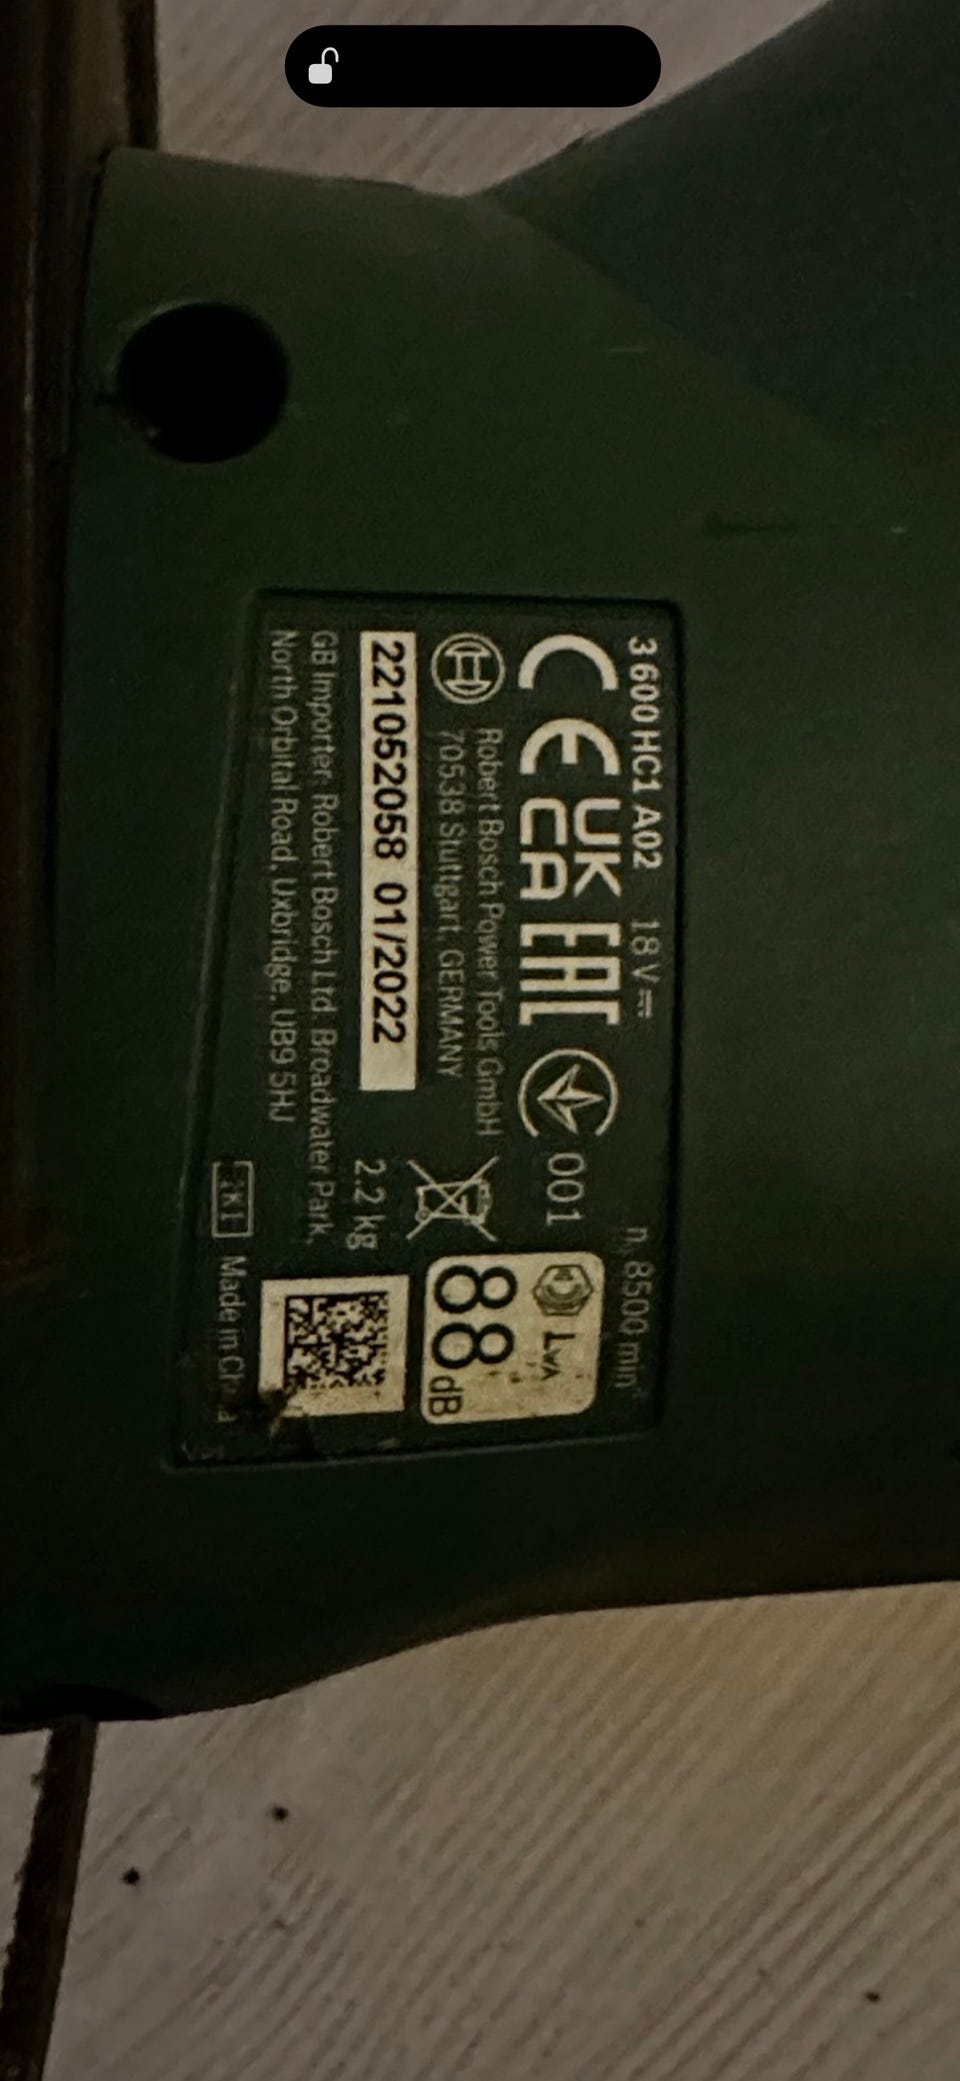 3 600 HC1 A02 18 V n₀ 8500 min⁻¹
CE UK CA EAC 001
Robert Bosch Power Tools GmbH
70538 Stuttgart, GERMANY
LWA
88 dB
221052058 01/2022
2.2 kg
GB Importer: Robert Bosch Ltd. Broadwater Park,
North Orbital Road, Uxbridge, UB9 5HJ
Made in